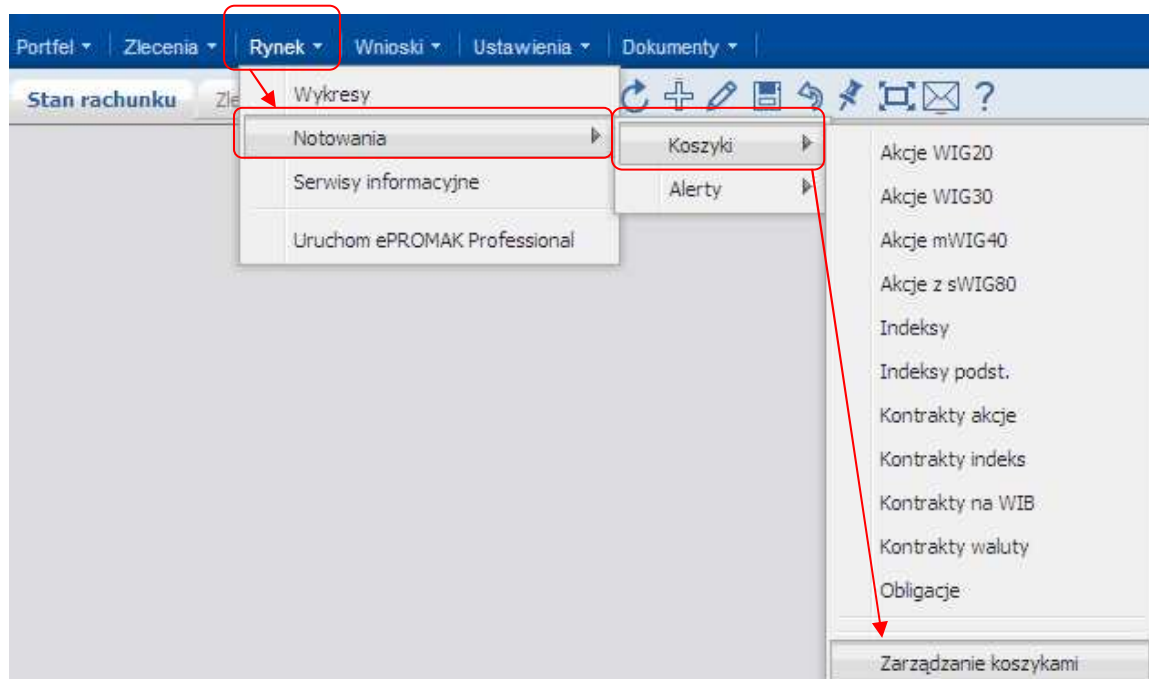 Portfel Zlecenia Rynek Wnioski Ustawienia Dokumenty
Stan rachunku Zle ?
Wykresy
Notowania
Serwisy informacyjne
Uruchom ePROMAK Professional
Koszyki
Alerty
Akcje WIG20
Akcje WIG30
Akcje mWIG40
Akcje z sWIG80
Indeksy
Indeksy podst.
Kontrakty akcje
Kontrakty indeks
Kontrakty na WIB
Kontrakty waluty
Obligacje
Zarządzanie koszykami